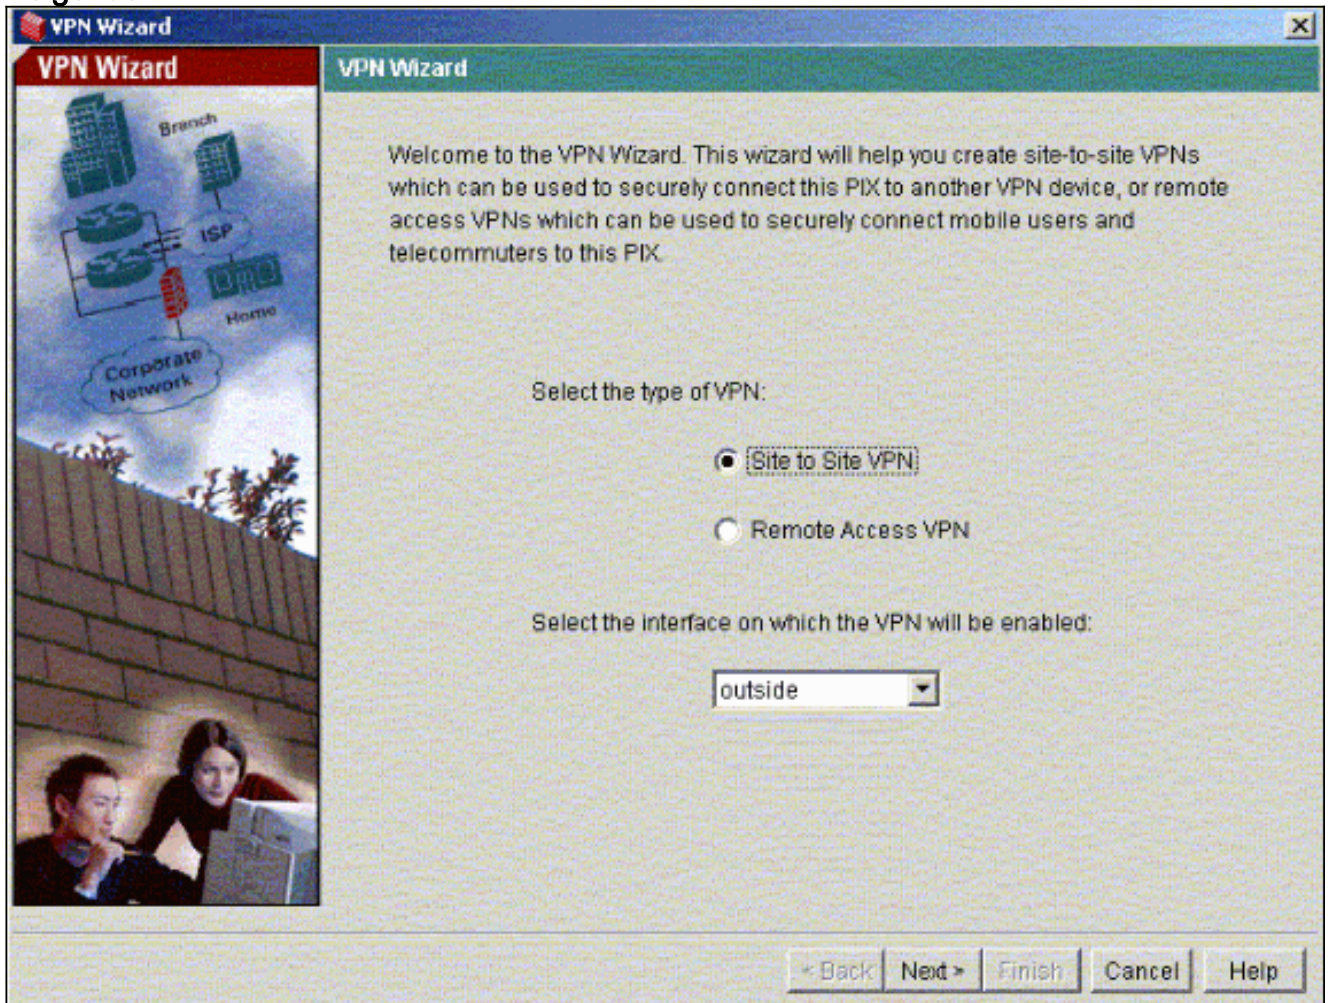 VPN Wizard
VPN Wizard
VPN Wizard
Branch
ISP
Home
Corporate
Network
Welcome to the VPN Wizard. This wizard will help you create site-to-site VPNs
which can be used to securely connect this PIX to another VPN device, or remote
access VPNs which can be used to securely connect mobile users and
telecommuters to this PIX.
Select the type of VPN:
Site to Site VPN
Remote Access VPN
Select the interface on which the VPN will be enabled:
outside
< Back
Next >
Finish
Cancel
Help